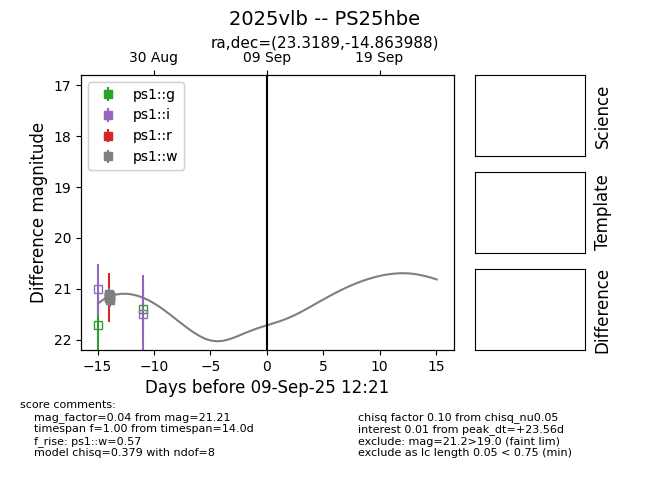 2025vlb -- PS25hbe
ra,dec=(23.3189,-14.863988)
30 Aug 09 Sep 19 Sep
ps1::g
ps1::i
ps1::r
ps1::w
17
18
19
20
21
22
Difference magnitude
−15 −10 −5 0 5 10 15
Days before 09-Sep-25 12:21
Science
Template
Difference
score comments:
mag_factor=0.04 from mag=21.21
timespan f=1.00 from timespan=14.0d
f_rise: ps1::w=0.57
model chisq=0.379 with ndof=8
chisq factor 0.10 from chisq_nu0.05
interest 0.01 from peak_dt=+23.56d
exclude: mag=21.2>19.0 (faint lim)
exclude as lc length 0.05 < 0.75 (min)